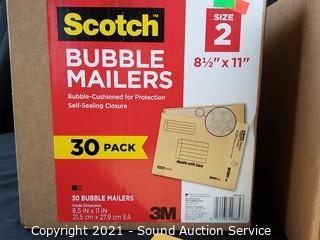 Scotch™
SIZE
2
BUBBLE
MAILERS
8½" x 11"
Bubble-Cushioned for Protection
Self-Sealing Closure
30 PACK
Handle with Care
30 BUBBLE MAILERS
Inside Dimension
8.5 IN x 11 IN
21,5 cm x 27,9 cm EA
3M
Copyright 2021 - Sound Auction Service